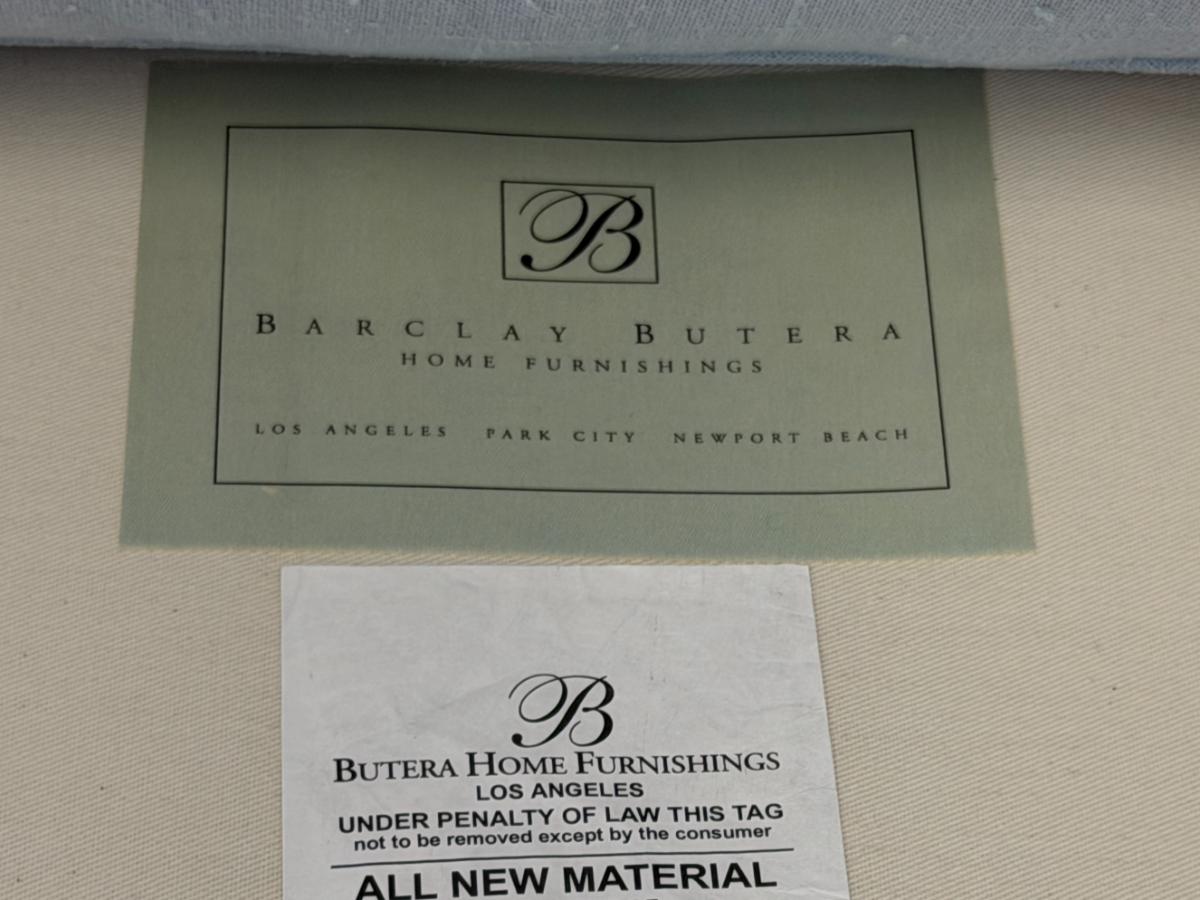 B
BARCLAY BUTERA
HOME FURNISHINGS
LOS ANGELES PARK CITY NEWPORT BEACH
B
BUTERA HOME FURNISHINGS
LOS ANGELES
UNDER PENALTY OF LAW THIS TAG
not to be removed except by the consumer
ALL NEW MATERIAL